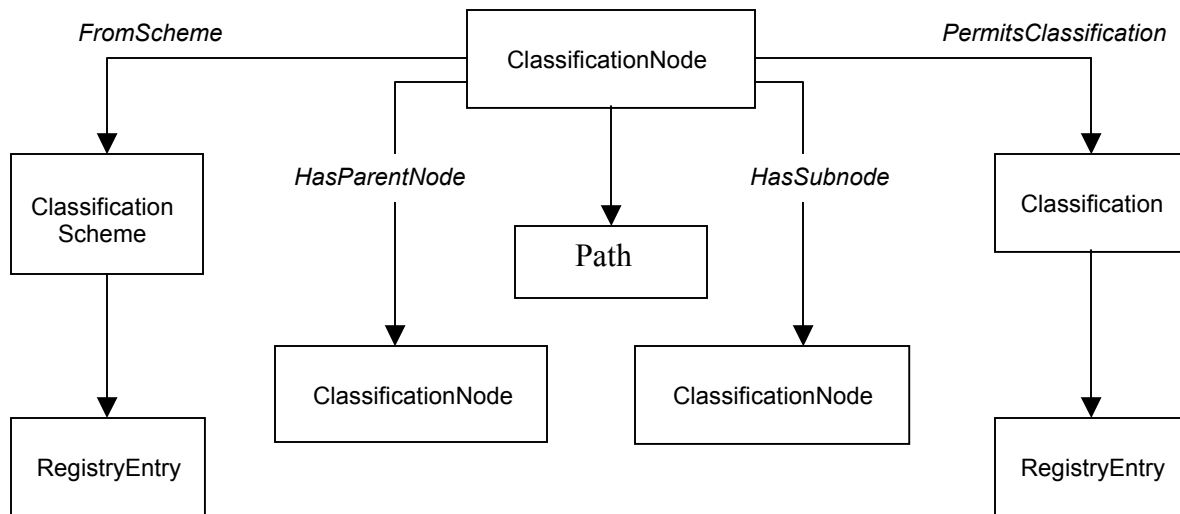 FromScheme
ClassificationNode
PermitsClassification
HasParentNode
HasSubnode
Classification
Scheme
Path
Classification
ClassificationNode
ClassificationNode
RegistryEntry
RegistryEntry